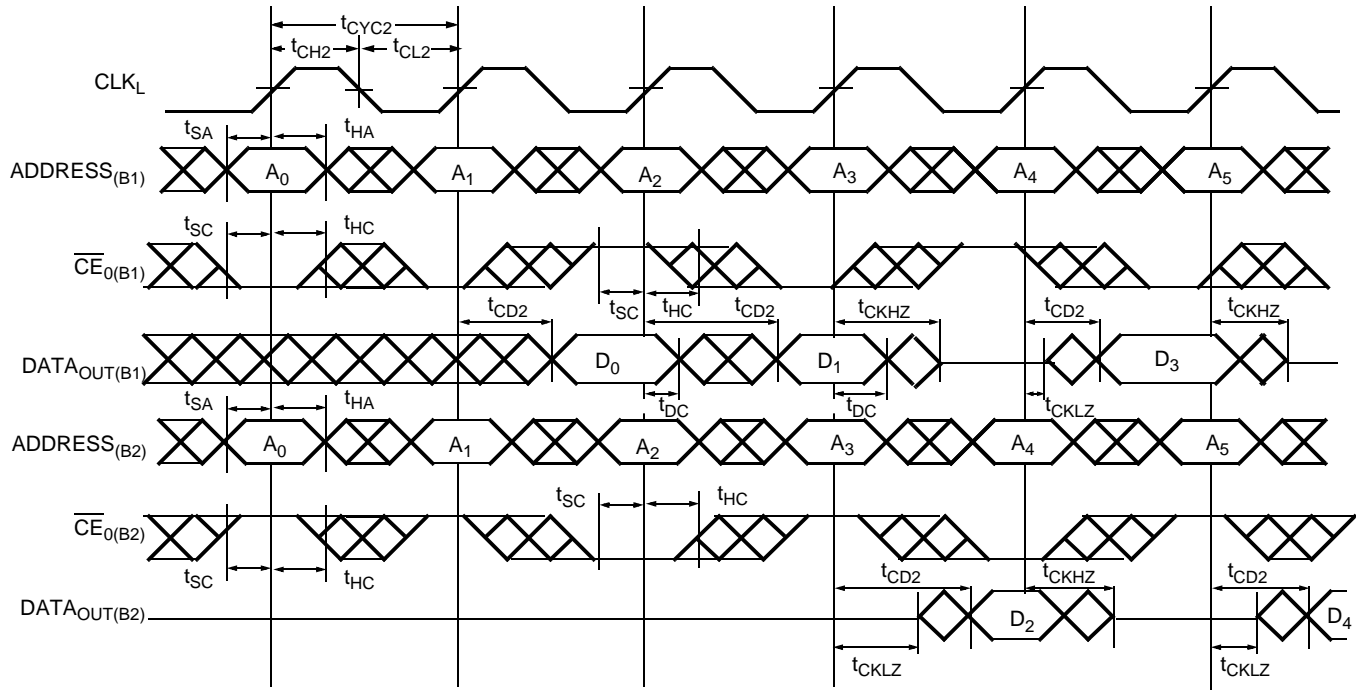 tCYC2
tCH2 tCL2
CLKL
tSA tHA
ADDRESS(B1) A0 A1 A2 A3 A4 A5
tSC tHC
CE0(B1)
tSC tHC
tCD2 tCD2 tCKHZ tCD2 tCKHZ
DATAOUT(B1) D0 D1 D3
tSA tHA tDC tDC tCKLZ
ADDRESS(B2) A0 A1 A2 A3 A4 A5
tSC tHC
CE0(B2)
tSC tHC tCD2 tCKHZ tCD2
DATAOUT(B2) D2 D4
tCKLZ tCKLZ